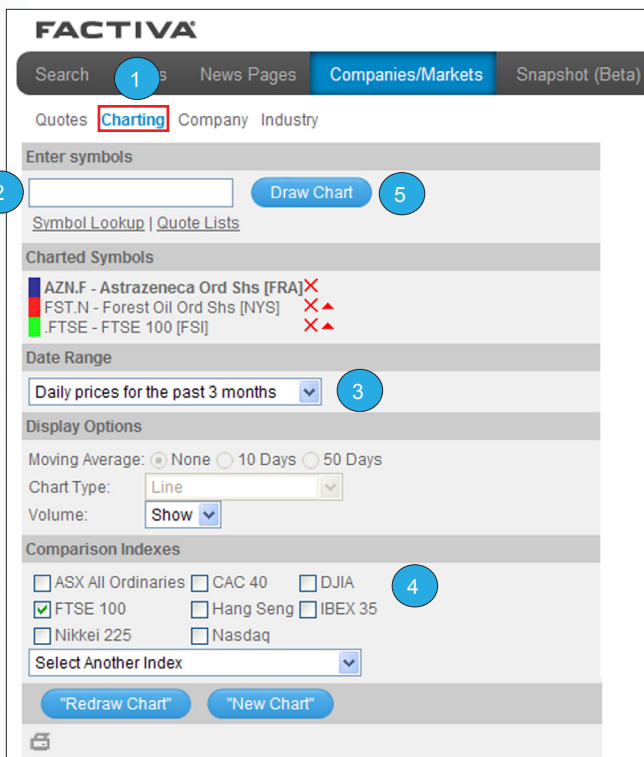 FACTIVA
Search 1 s News Pages Companies/Markets Snapshot (Beta)
Quotes Charting Company Industry
Enter symbols
2 Draw Chart 5
Symbol Lookup | Quote Lists
Charted Symbols
AZN.F - Astrazeneca Ord Shs [FRA]
FST.N - Forest Oil Ord Shs [NYS]
.FTSE - FTSE 100 [FSI]
Date Range
Daily prices for the past 3 months 3
Display Options
Moving Average: None 10 Days 50 Days
Chart Type: Line
Volume: Show
Comparison Indexes
ASX All Ordinaries CAC 40 DJIA 4
FTSE 100 Hang Seng IBEX 35
Nikkei 225 Nasdaq
Select Another Index
"Redraw Chart" "New Chart"